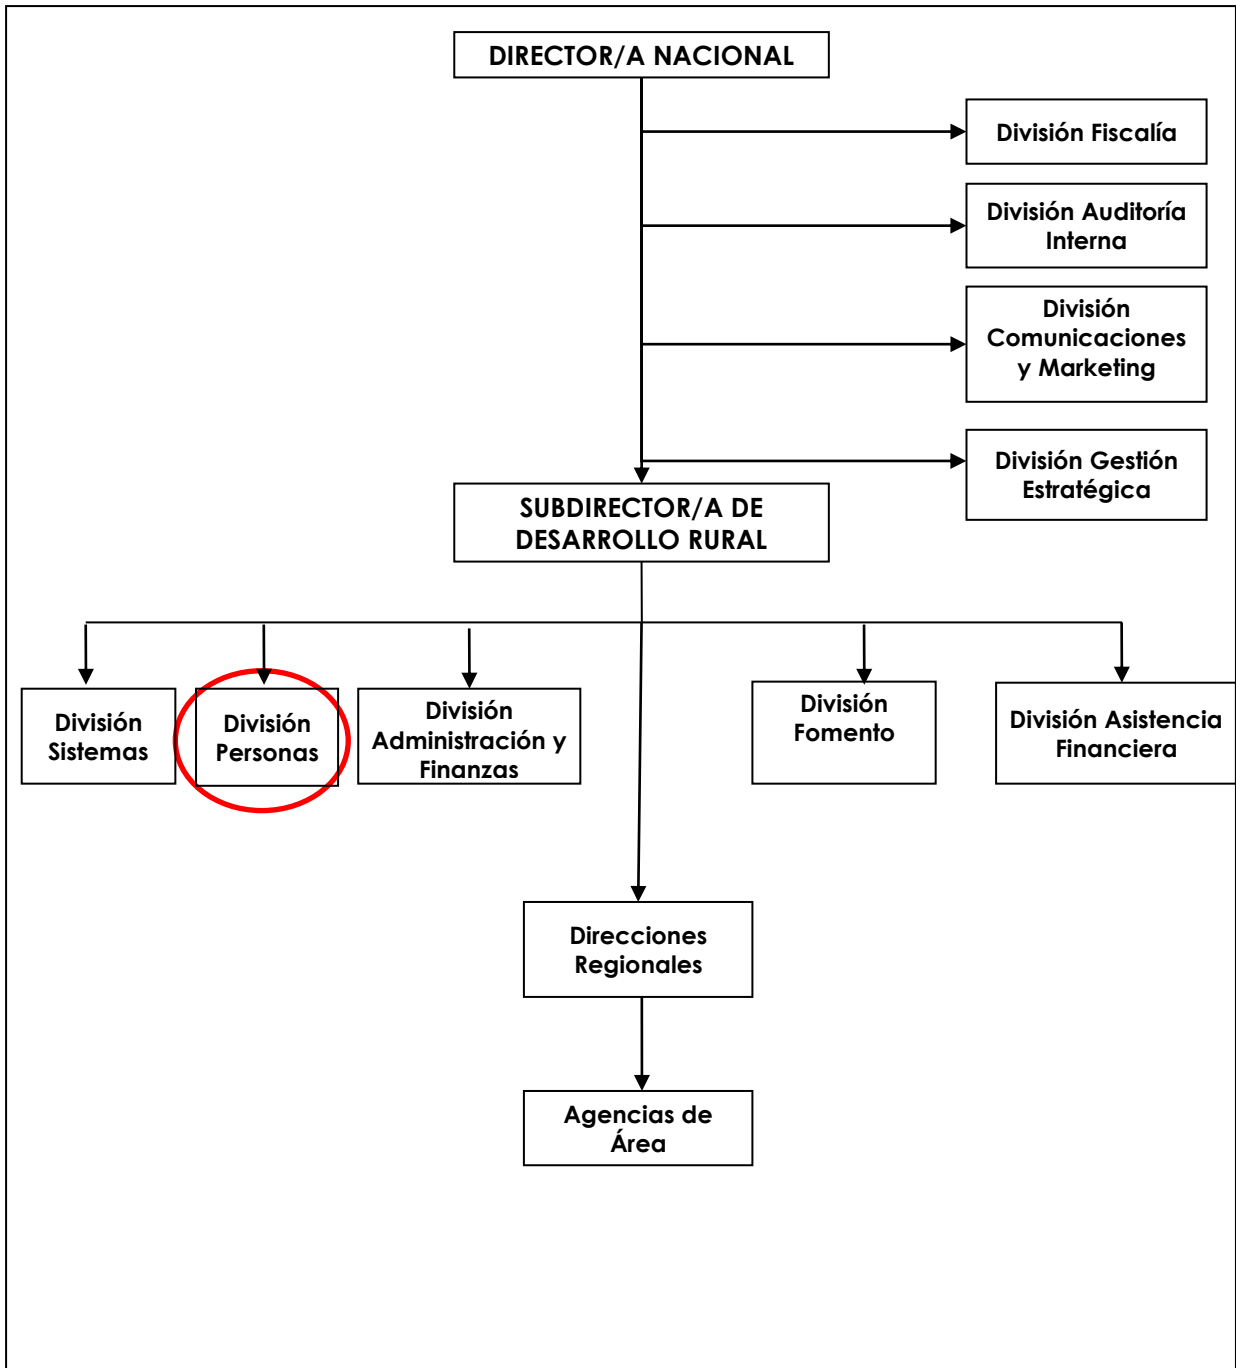 DIRECTOR/A NACIONAL
División Fiscalía
División Auditoría
Interna
División
Comunicaciones
y Marketing
División Gestión
Estratégica
SUBDIRECTOR/A DE
DESARROLLO RURAL
División
Sistemas
División
Personas
División
Administración y
Finanzas
División
Fomento
División Asistencia
Financiera
Direcciones
Regionales
Agencias de
Área